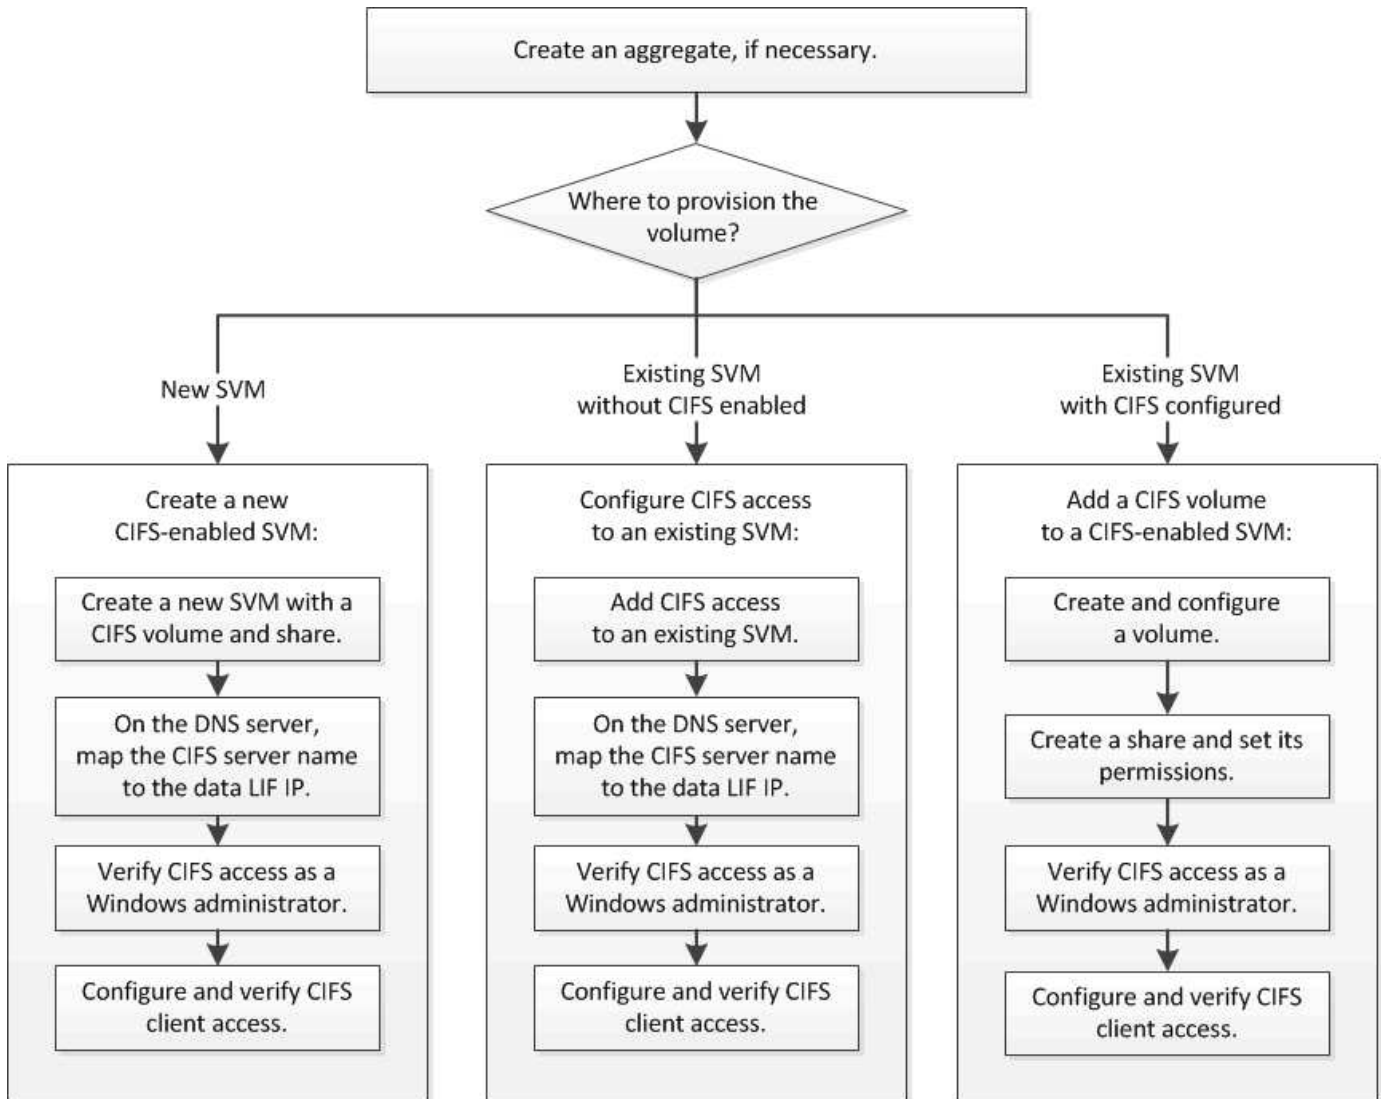 Create an aggregate, if necessary.
Where to provision the
volume?
New SVM
Existing SVM
without CIFS enabled
Existing SVM
with CIFS configured
Create a new
CIFS-enabled SVM:
Create a new SVM with a
CIFS volume and share.
On the DNS server,
map the CIFS server name
to the data LIF IP.
Verify CIFS access as a
Windows administrator.
Configure and verify CIFS
client access.
Configure CIFS access
to an existing SVM:
Add CIFS access
to an existing SVM.
On the DNS server,
map the CIFS server name
to the data LIF IP.
Verify CIFS access as a
Windows administrator.
Configure and verify CIFS
client access.
Add a CIFS volume
to a CIFS-enabled SVM:
Create and configure
a volume.
Create a share and set its
permissions.
Verify CIFS access as a
Windows administrator.
Configure and verify CIFS
client access.